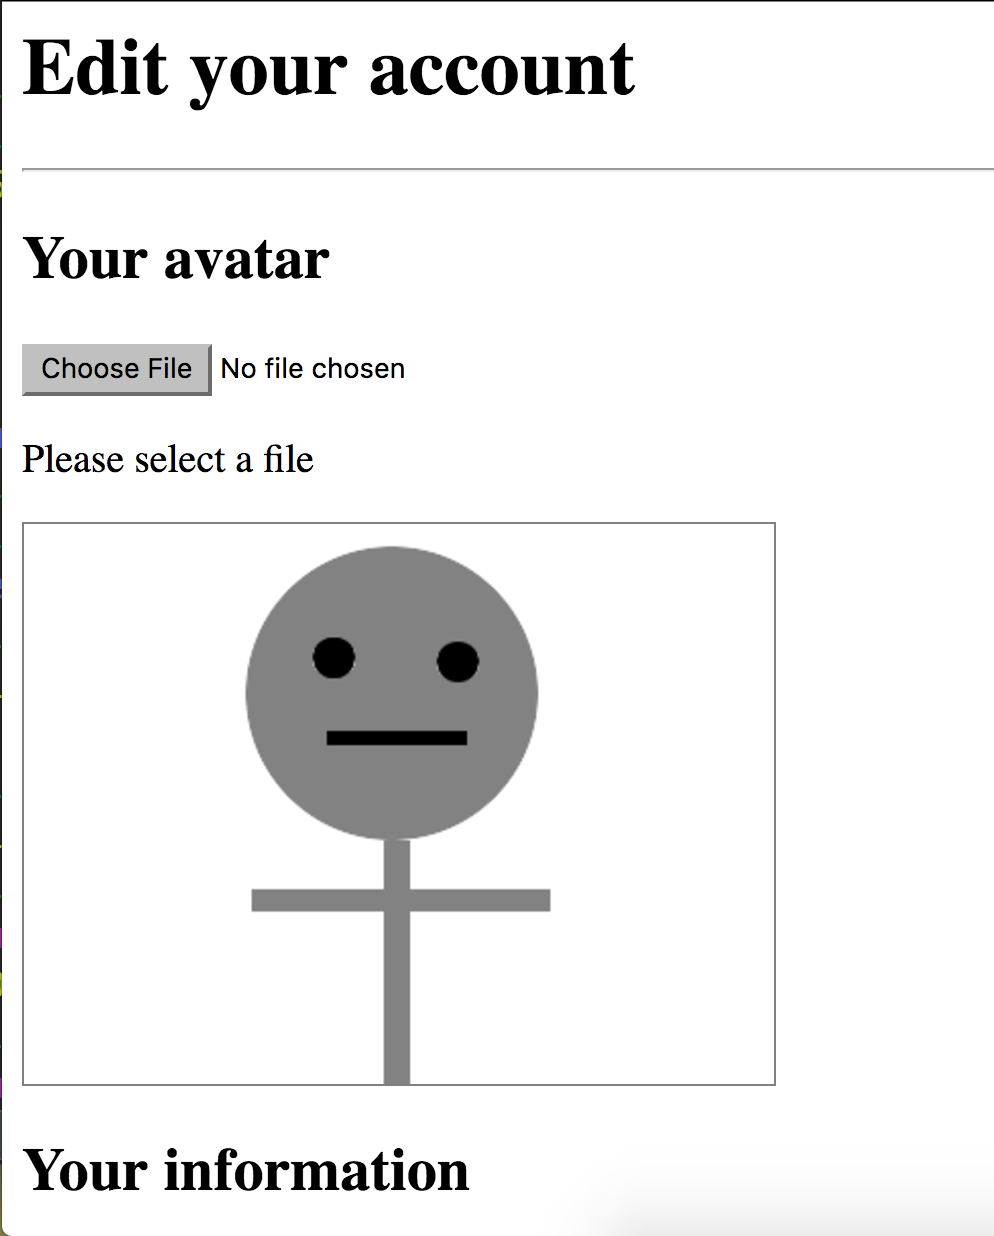 Edit your account
Your avatar
Choose File No file chosen
Please select a file
Your information